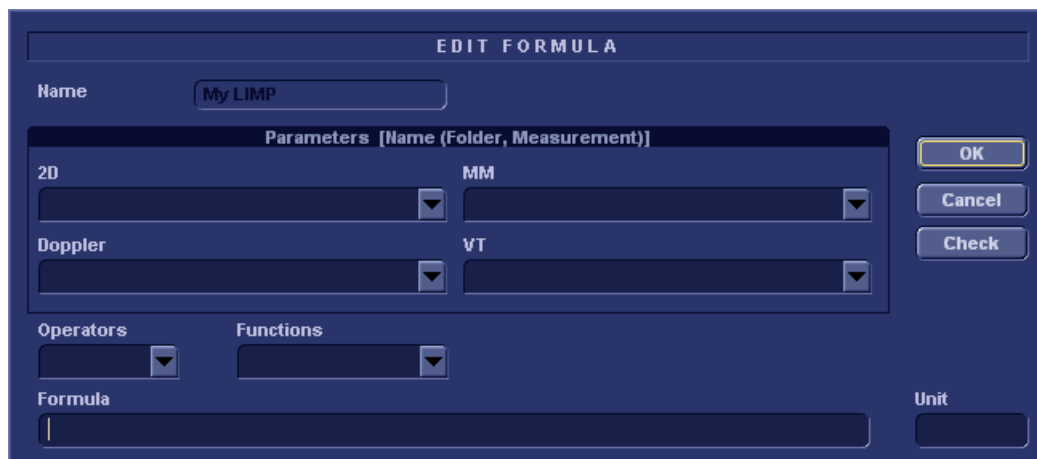 EDIT FORMULA
Name My LIMP
Parameters [Name (Folder, Measurement)]
OK
2D MM
Cancel
Doppler VT
Check
Operators Functions
Formula Unit